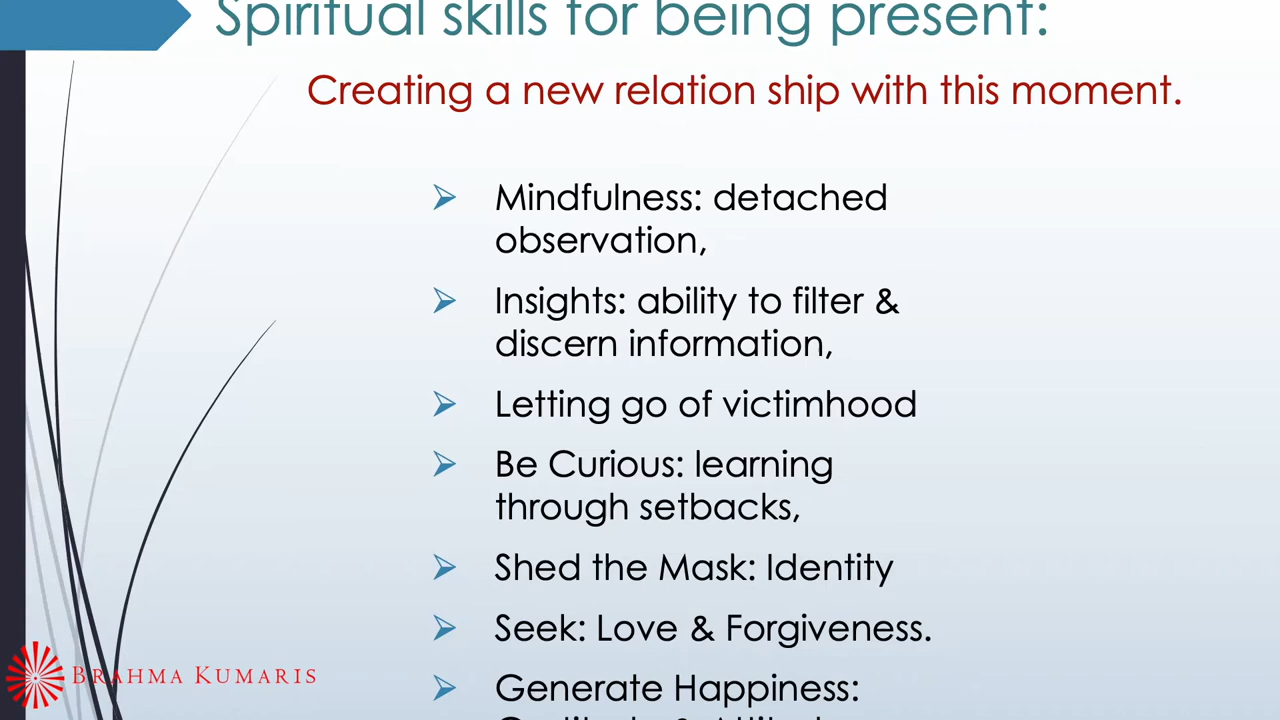 Spiritual skills for being present:
Creating a new relation ship with this moment.
Mindfulness: detached
observation,
Insights: ability to filter &
discern information,
Letting go of victimhood
Be Curious: learning
through setbacks,
Shed the Mask: Identity
Seek: Love & Forgiveness.
BRAHMA KUMARIS
Generate Happiness: